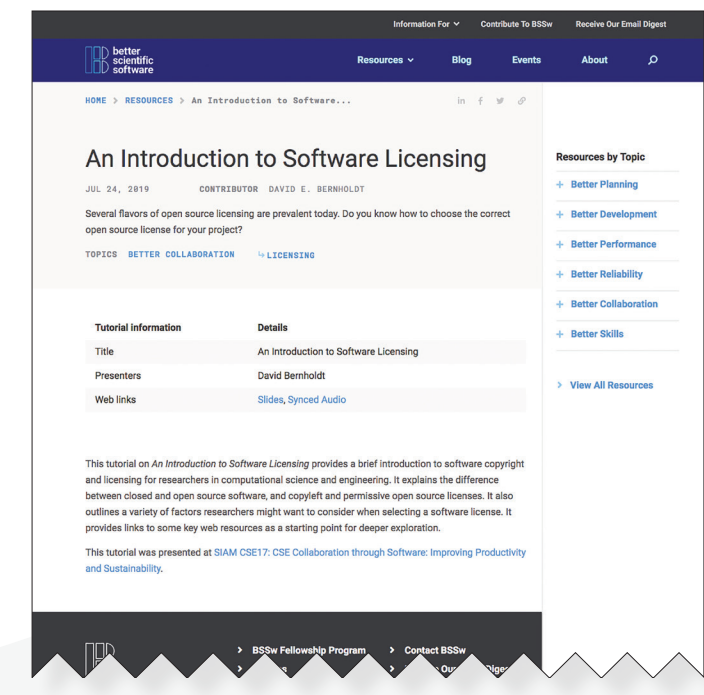 Information For Contribute To BSSw Receive Our Email Digest
better
scientific
software
Resources Blog Events About
HOME > RESOURCES > An Introduction to Software...
in f
An Introduction to Software Licensing
JUL 24, 2019 CONTRIBUTOR DAVID E. BERNHOLDT
Several flavors of open source licensing are prevalent today. Do you know how to choose the correct
open source license for your project?
TOPICS BETTER COLLABORATION LICENSING
Resources by Topic
+ Better Planning
+ Better Development
+ Better Performance
+ Better Reliability
+ Better Collaboration
+ Better Skills
> View All Resources
Tutorial information Details
Title An Introduction to Software Licensing
Presenters David Bernholdt
Web links Slides, Synced Audio
This tutorial on An Introduction to Software Licensing provides a brief introduction to software copyright
and licensing for researchers in computational science and engineering. It explains the difference
between closed and open source software, and copyleft and permissive open source licenses. It also
outlines a variety of factors researchers might want to consider when selecting a software license. It
provides links to some key web resources as a starting point for deeper exploration.
This tutorial was presented at SIAM CSE17: CSE Collaboration through Software: Improving Productivity
and Sustainability.
> BSSw Fellowship Program > Contact BSSw